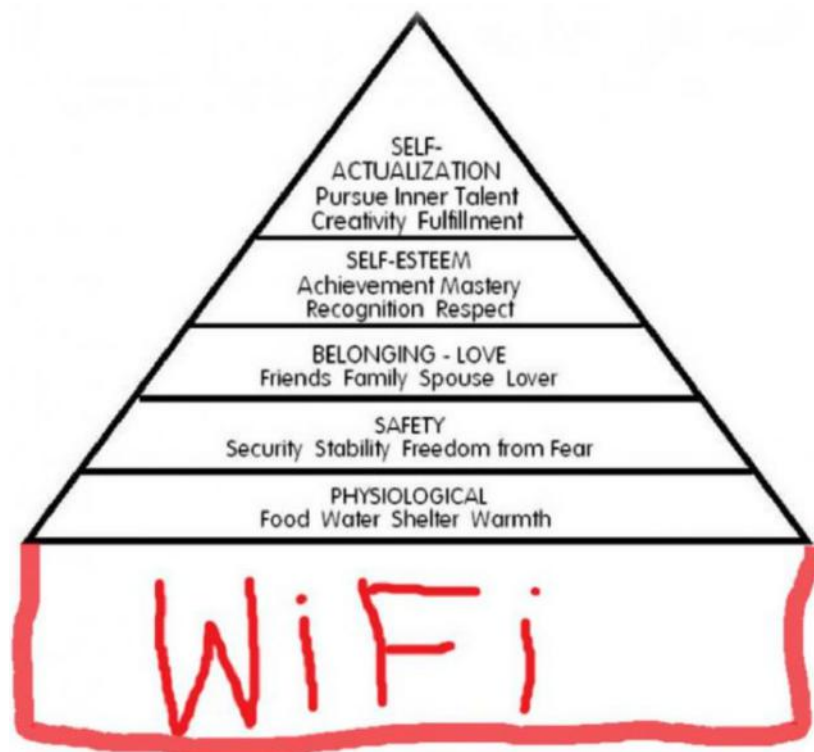 SELF-
ACTUALIZATION
Pursue Inner Talent
Creativity Fulfillment
SELF-ESTEEM
Achievement Mastery
Recognition Respect
BELONGING - LOVE
Friends Family Spouse Lover
SAFETY
Security Stability Freedom from Fear
PHYSIOLOGICAL
Food Water Shelter Warmth
WiFi